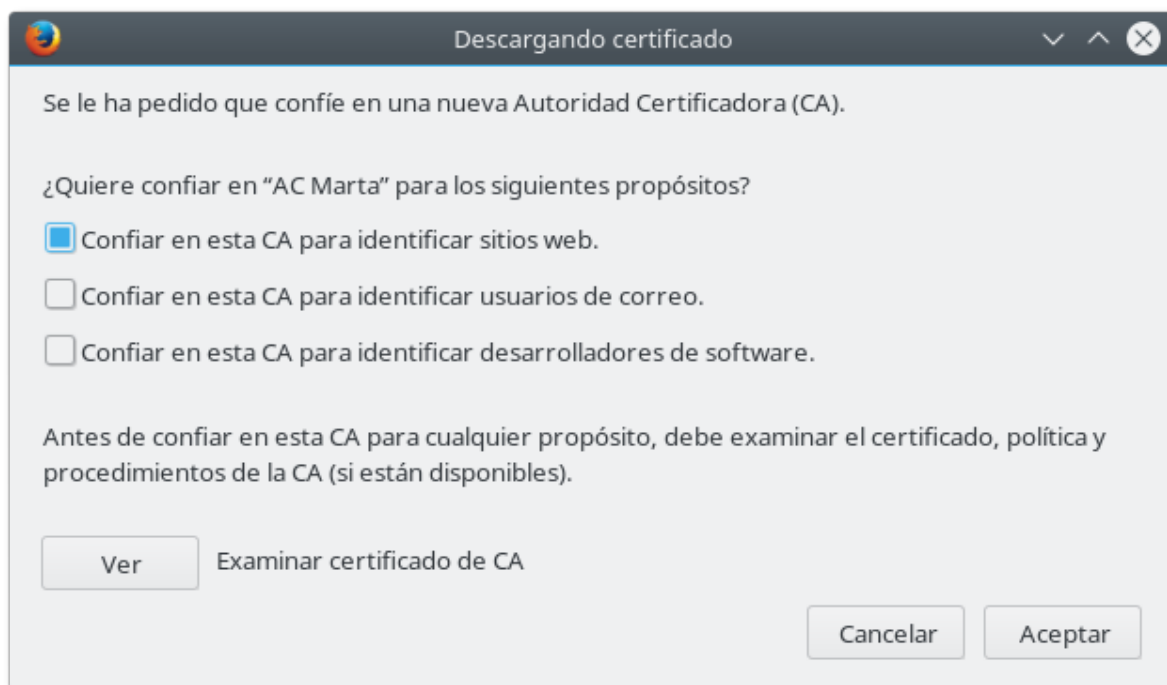 Descargando certificado
Se le ha pedido que confíe en una nueva Autoridad Certificadora (CA).
¿Quiere confiar en “AC Marta” para los siguientes propósitos?
Confiar en esta CA para identificar sitios web.
Confiar en esta CA para identificar usuarios de correo.
Confiar en esta CA para identificar desarrolladores de software.
Antes de confiar en esta CA para cualquier propósito, debe examinar el certificado, política y
procedimientos de la CA (si están disponibles).
Ver Examinar certificado de CA
Cancelar Aceptar